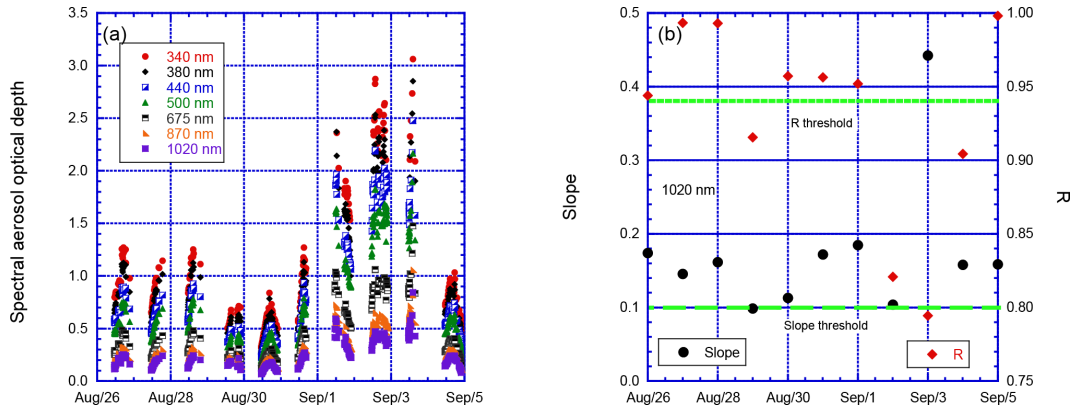 (a)
Spectral aerosol optical depth
3.5
3.0
2.5
2.0
1.5
1.0
0.5
0.0
340 nm
380 nm
440 nm
500 nm
675 nm
870 nm
1020 nm
Aug/26 Aug/28 Aug/30 Sep/1 Sep/3 Sep/5
(b)
Slope
0.5
0.4
0.3
0.2
0.1
0.0
R threshold
1020 nm
Slope threshold
Slope
R
1.00
0.95
0.90
0.85
0.80
0.75
R
Aug/26 Aug/28 Aug/30 Sep/1 Sep/3 Sep/5